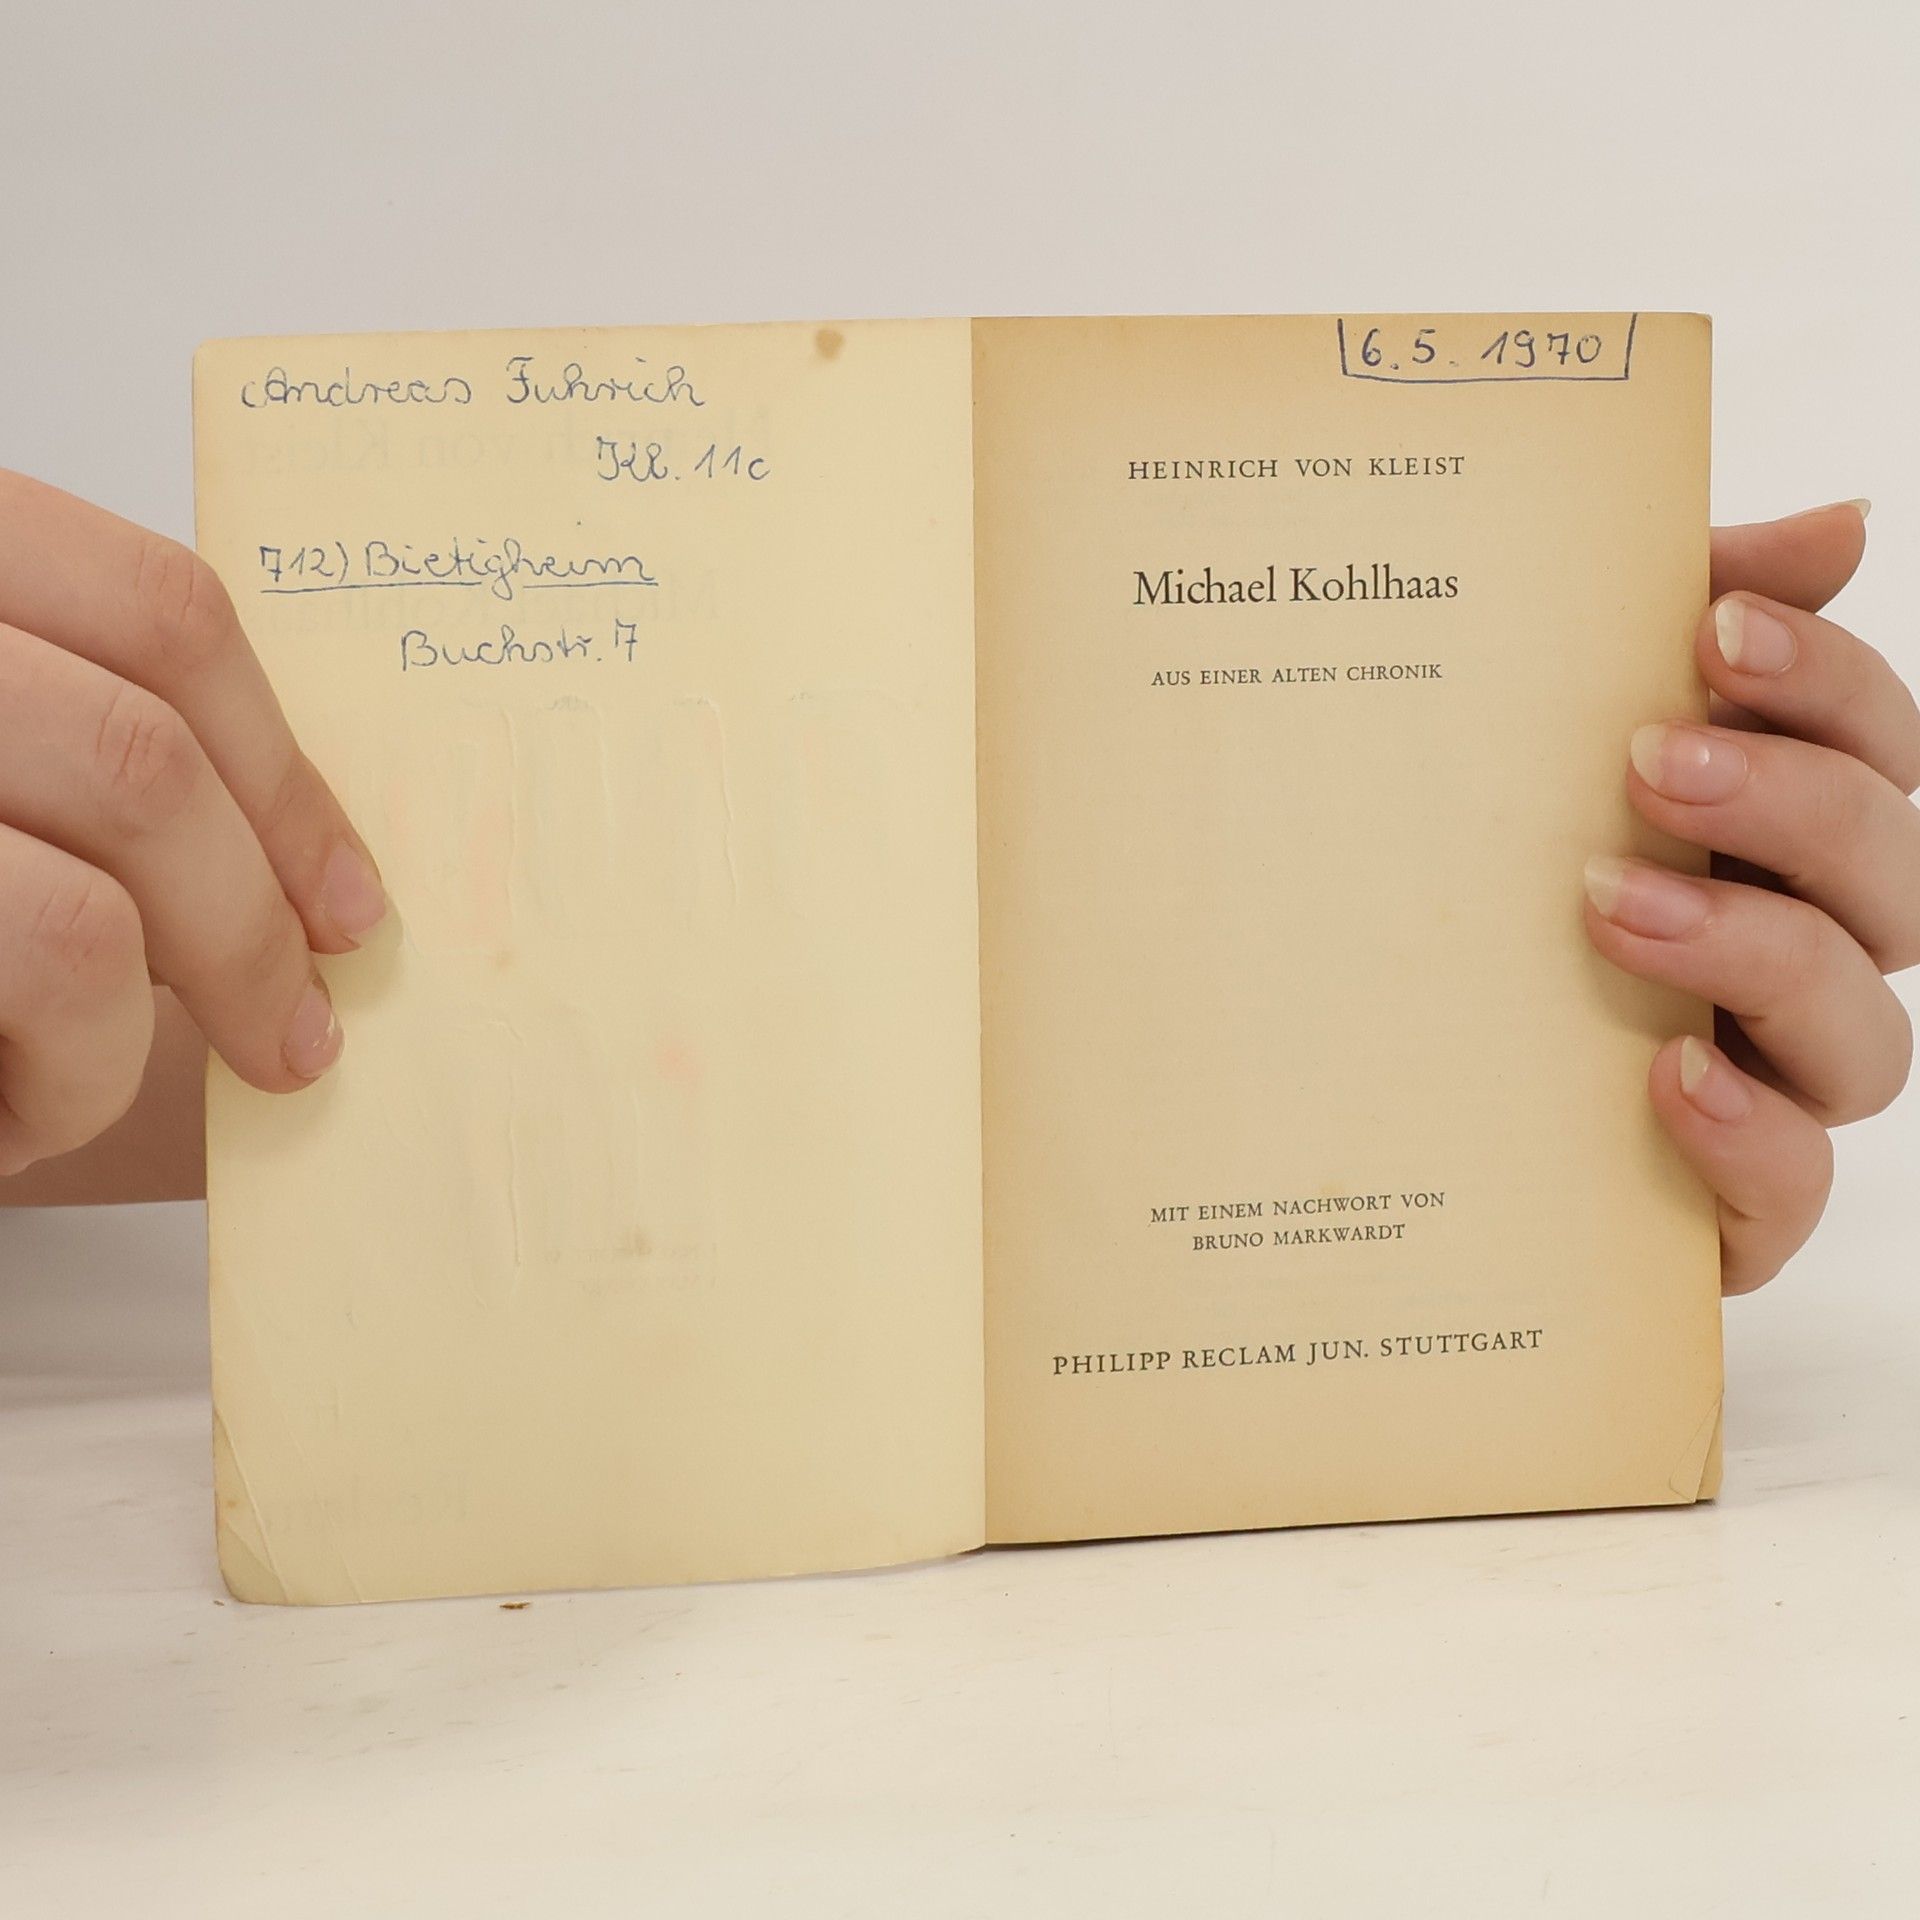 Andreas Fuhrich
Kl. 11c
712) Bietigheim
Buchstr. 7
6. 5. 1970
HEINRICH VON KLEIST
Michael Kohlhaas
AUS EINER ALTEN CHRONIK
MIT EINEM NACHWORT VON
BRUNO MARKWARDT
PHILIPP RECLAM JUN. STUTTGART